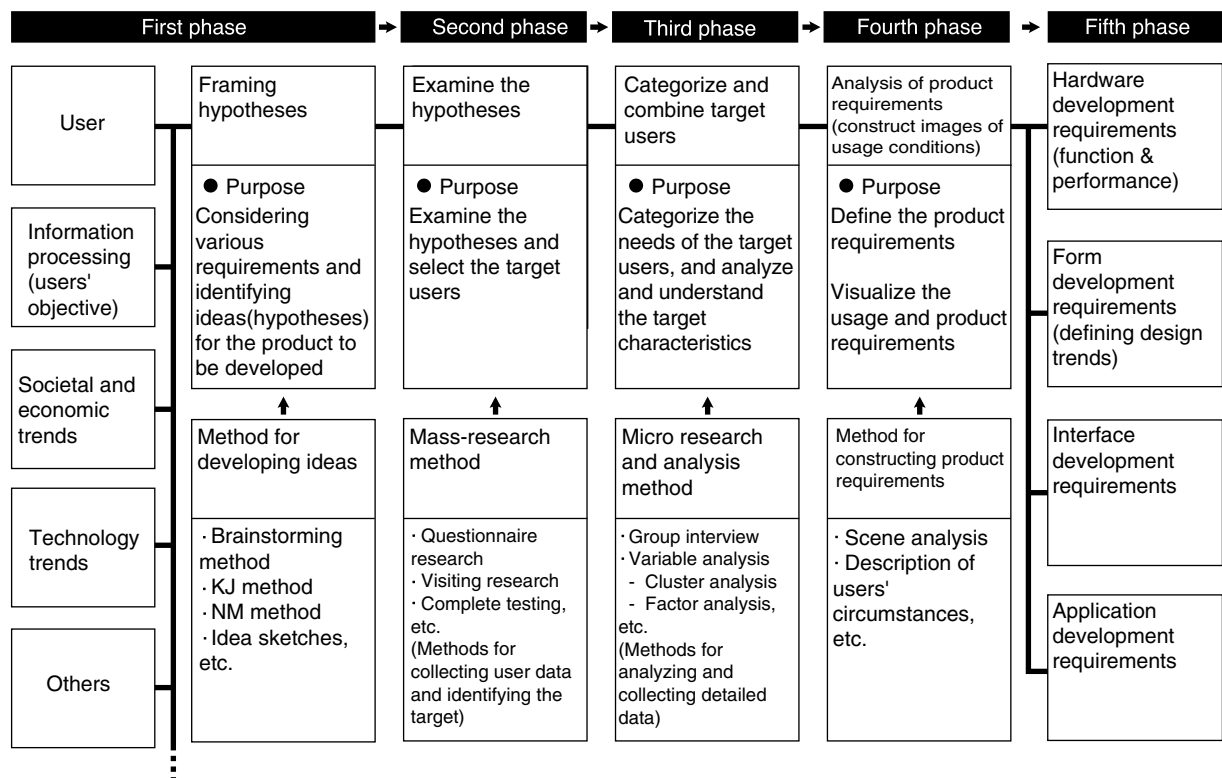 First phase
Second phase
Third phase
Fourth phase
Fifth phase
User
Information
processing
(users'
objective)
Societal and
economic
trends
Technology
trends
Others
Framing
hypotheses
● Purpose
Considering
various
requirements and
identifying
ideas(hypotheses)
for the product to
be developed
Method for
developing ideas
· Brainstorming
method
· KJ method
· NM method
· Idea sketches,
etc.
Examine the
hypotheses
● Purpose
Examine the
hypotheses and
select the target
users
Mass-research
method
· Questionnaire
research
· Visiting research
· Complete testing,
etc.
(Methods for
collecting user data
and identifying the
target)
Categorize and
combine target
users
● Purpose
Categorize the
needs of the target
users, and analyze
and understand
the target
characteristics
Micro research
and analysis
method
· Group interview
· Variable analysis
- Cluster analysis
- Factor analysis,
etc.
(Methods for
analyzing and
collecting detailed
data)
Analysis of product
requirements
(construct images of
usage conditions)
● Purpose
Define the product
requirements
Visualize the
usage and product
requirements
Method for
constructing product
requirements
· Scene analysis
· Description of
users'
circumstances,
etc.
Hardware
development
requirements
(function &
performance)
Form
development
requirements
(defining design
trends)
Interface
development
requirements
Application
development
requirements